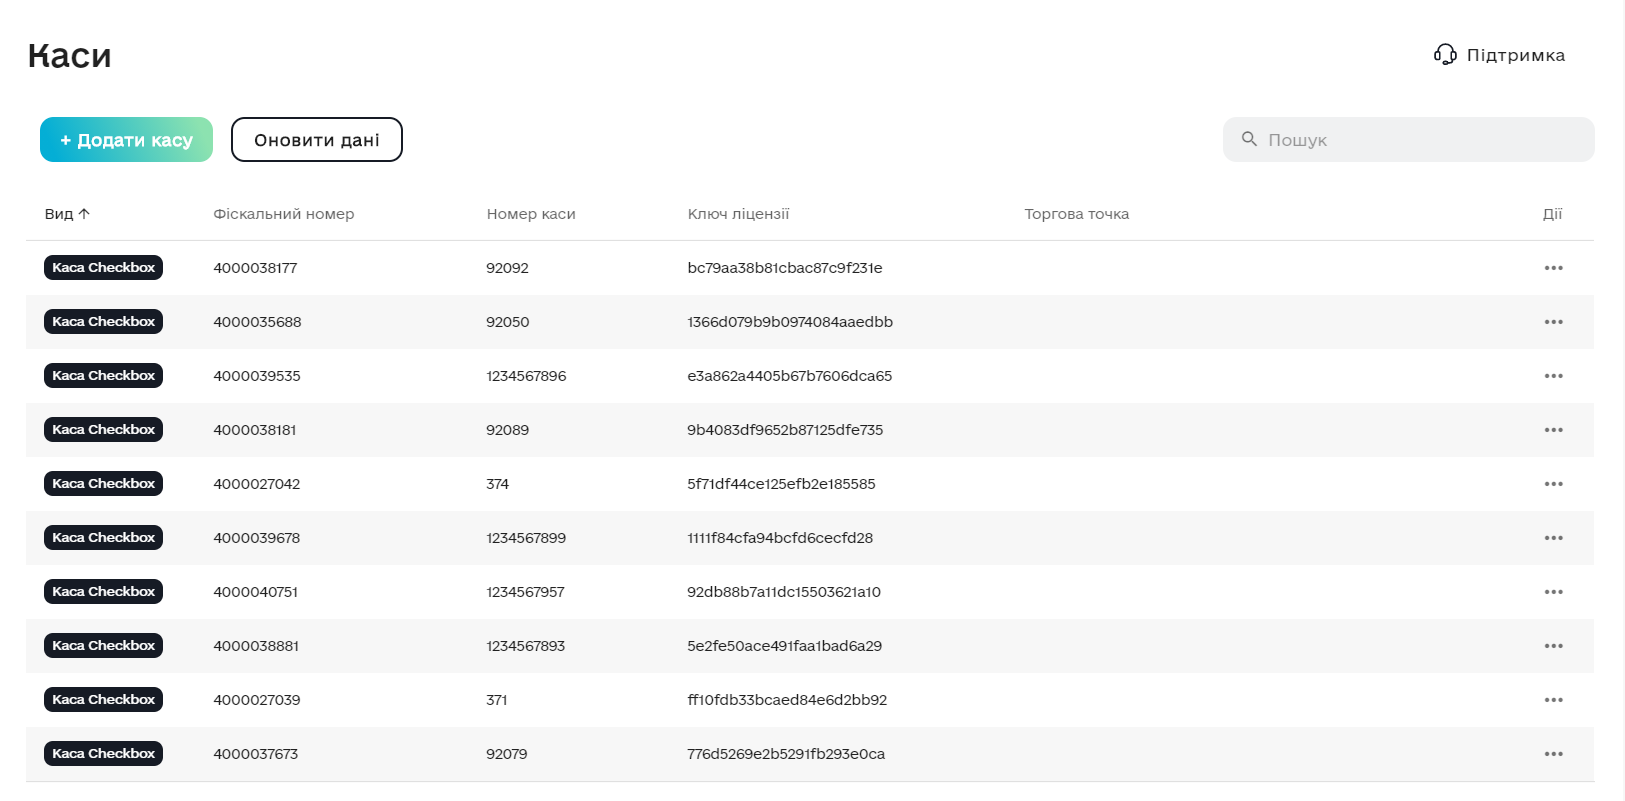 Каси
Підтримка
+ Додати касу Оновити дані Пошук
Вид ↑ Фіскальний номер Номер каси Ключ ліцензії Торгова точка Дії
Каса Checkbox 4000038177 92092 bc79aa38b81cbac87c9f231e
Каса Checkbox 4000035688 92050 1366d079b9b0974084aaedbb
Каса Checkbox 4000039535 1234567896 e3a862a4405b67b7606dca65
Каса Checkbox 4000038181 92089 9b4083df9652b87125dfe735
Каса Checkbox 4000027042 374 5f71df44ce125efb2e185585
Каса Checkbox 4000039678 1234567899 1111f84cfa94bcfd6cecfd28
Каса Checkbox 4000040751 1234567957 92db88b7a11dc15503621a10
Каса Checkbox 4000038881 1234567893 5e2fe50ace491faa1bad6a29
Каса Checkbox 4000027039 371 ff10fdb33bcaed84e6d2bb92
Каса Checkbox 4000037673 92079 776d5269e2b5291fb293e0ca